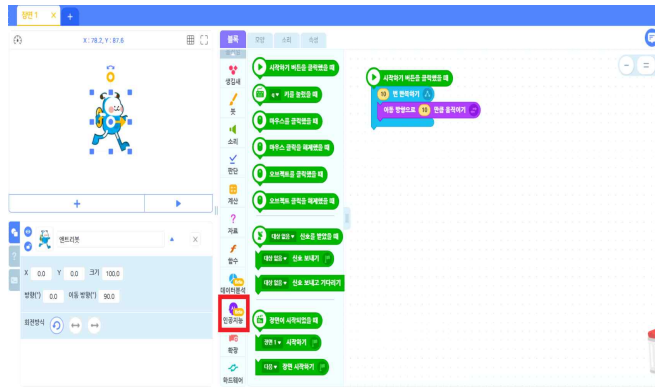 장면 1 × +
X : 78.2, Y : 87.6
블록 모양 소리 속성
생김새
붓
소리
판단
계산
?
자료
함수
데이터분석
인공지능
확장
하드웨어
시작하기 버튼을 클릭했을 때
q ▼ 키를 눌렀을 때
마우스를 클릭했을 때
마우스 클릭을 해제했을 때
오브젝트를 클릭했을 때
오브젝트 클릭을 해제했을 때
대상 없음 ▼ 신호를 받았을 때
대상 없음 ▼ 신호 보내기
대상 없음 ▼ 신호 보내고 기다리기
장면이 시작되었을 때
장면 1 ▼ 시작하기
다음 ▼ 장면 시작하기
시작하기 버튼을 클릭했을 때
10 번 반복하기
이동 방향으로 10 만큼 움직이기
엔트리봇
X 0.0 Y 0.0 크기 100.0
방향(°) 0.0 이동 방향(°) 90.0
회전방식